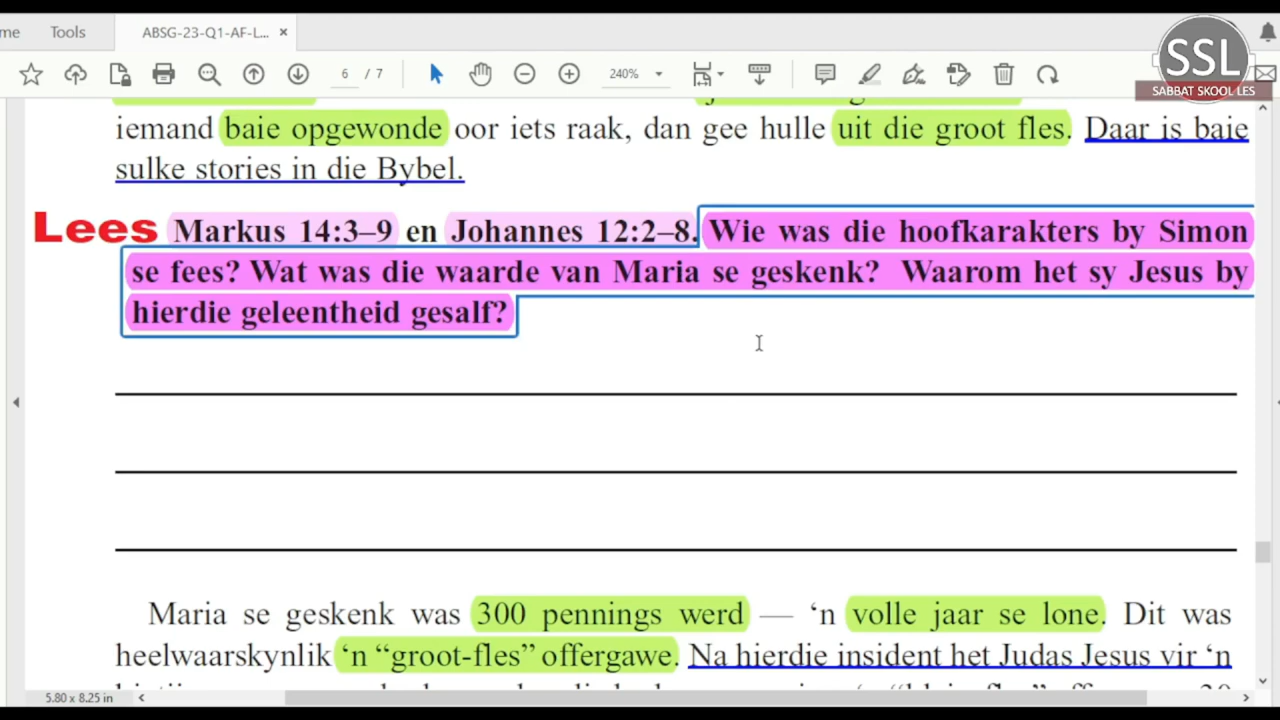 me Tools ABSG-23-Q1-AF-L... ×
SSL
SABBAT SKOOL LES
6 / 7 240%
iemand baie opgewonde oor iets raak, dan gee hulle uit die groot fles. Daar is baie
sulke stories in die Bybel.
Lees Markus 14:3–9 en Johannes 12:2–8. Wie was die hoofkarakters by Simon
se fees? Wat was die waarde van Maria se geskenk? Waarom het sy Jesus by
hierdie geleentheid gesalf?
Maria se geskenk was 300 pennings werd — ‘n volle jaar se lone. Dit was
heelwaarskynlik ‘n “groot-fles” offergawe. Na hierdie insident het Judas Jesus vir ‘n
5.80 x 8.25 in